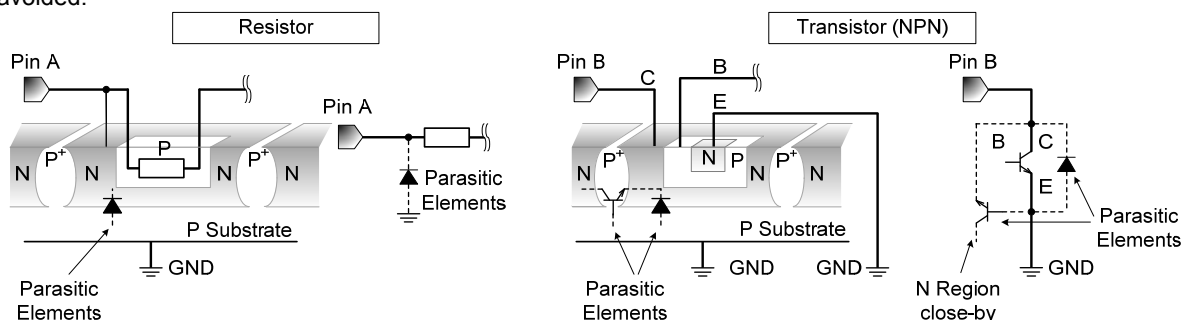 avoided.
Resistor
Transistor (NPN)
Pin A
Pin A
N
P+
N
P
N
P+
N
Parasitic
Elements
P Substrate
GND
Parasitic
Elements
Pin B
C
B
E
N
P+
N
N
P
N
P+
N
P Substrate
GND
GND
Parasitic
Elements
Pin B
B
C
E
Parasitic
Elements
GND
N Region
close-by